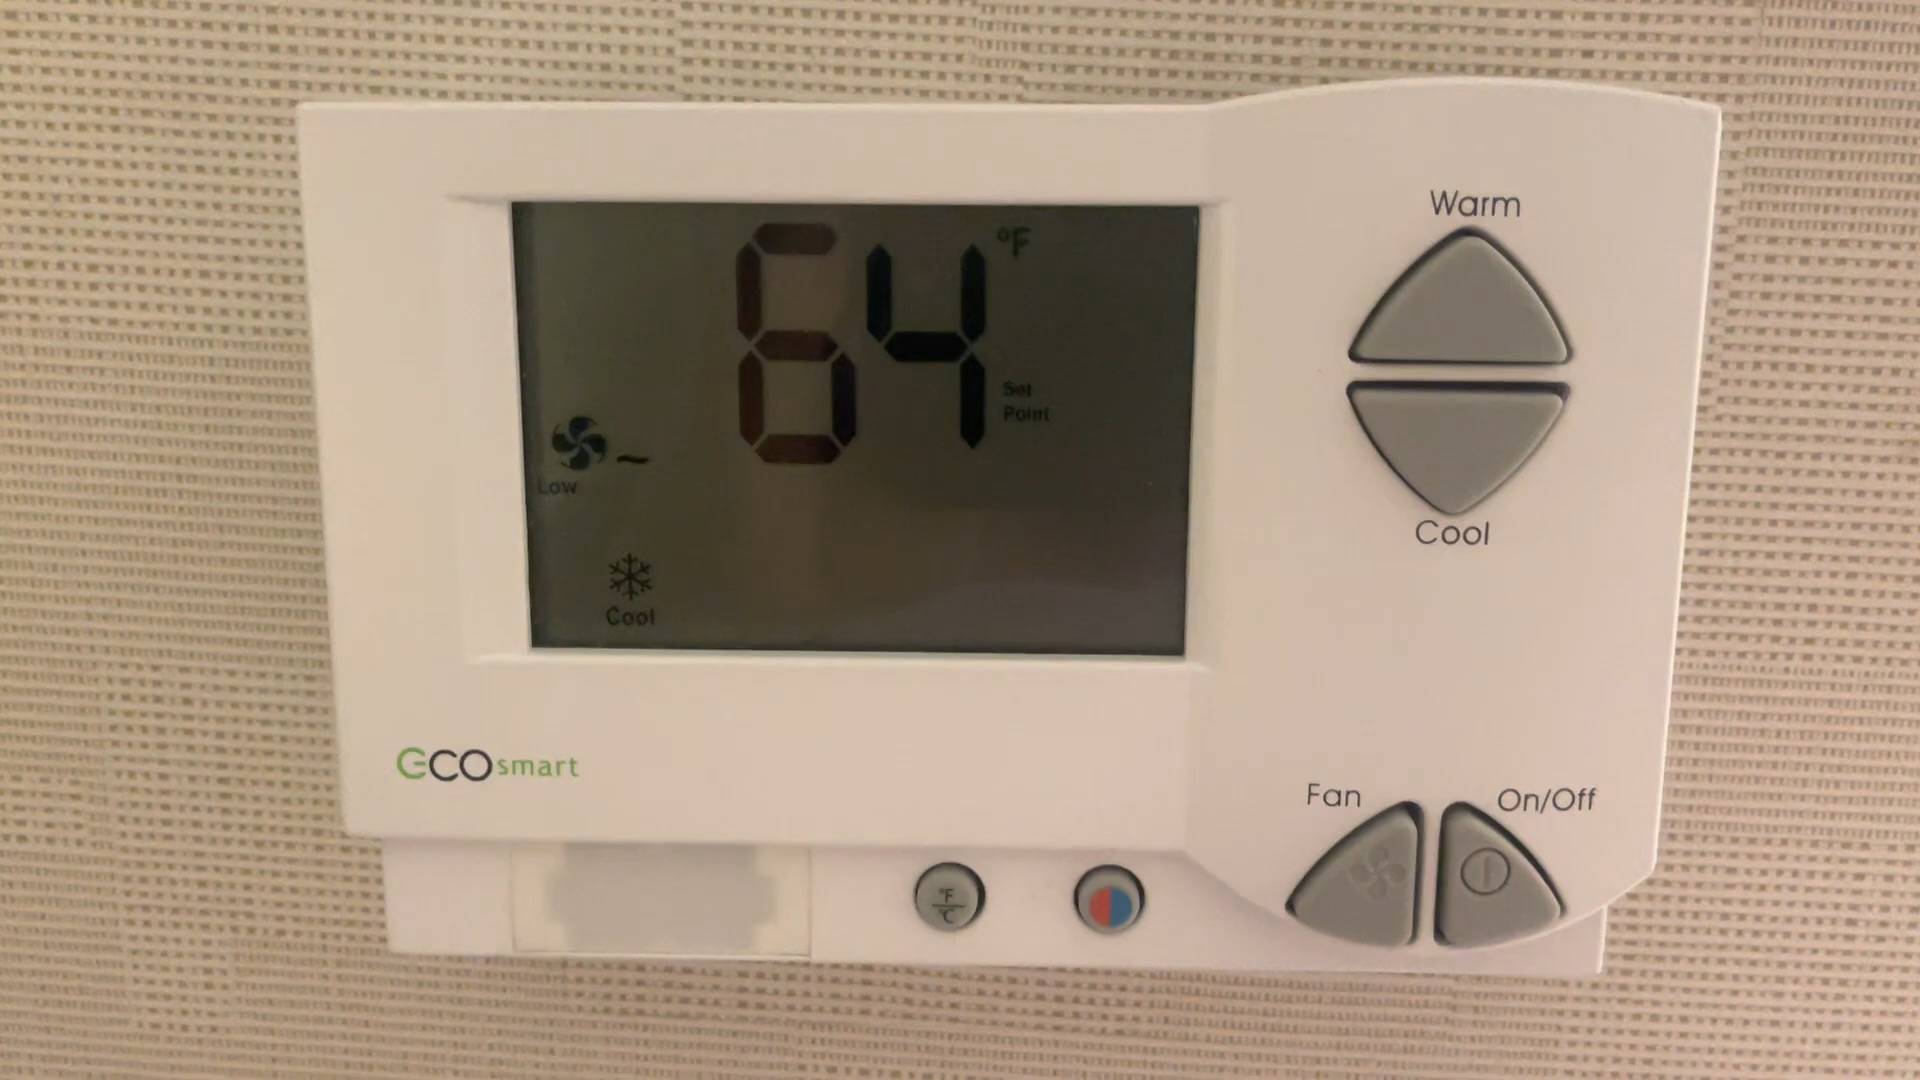 Warm
64 °F
Set
Point
Low
Cool
Cool
ECOsmart
Fan
On/Off
°F
°C